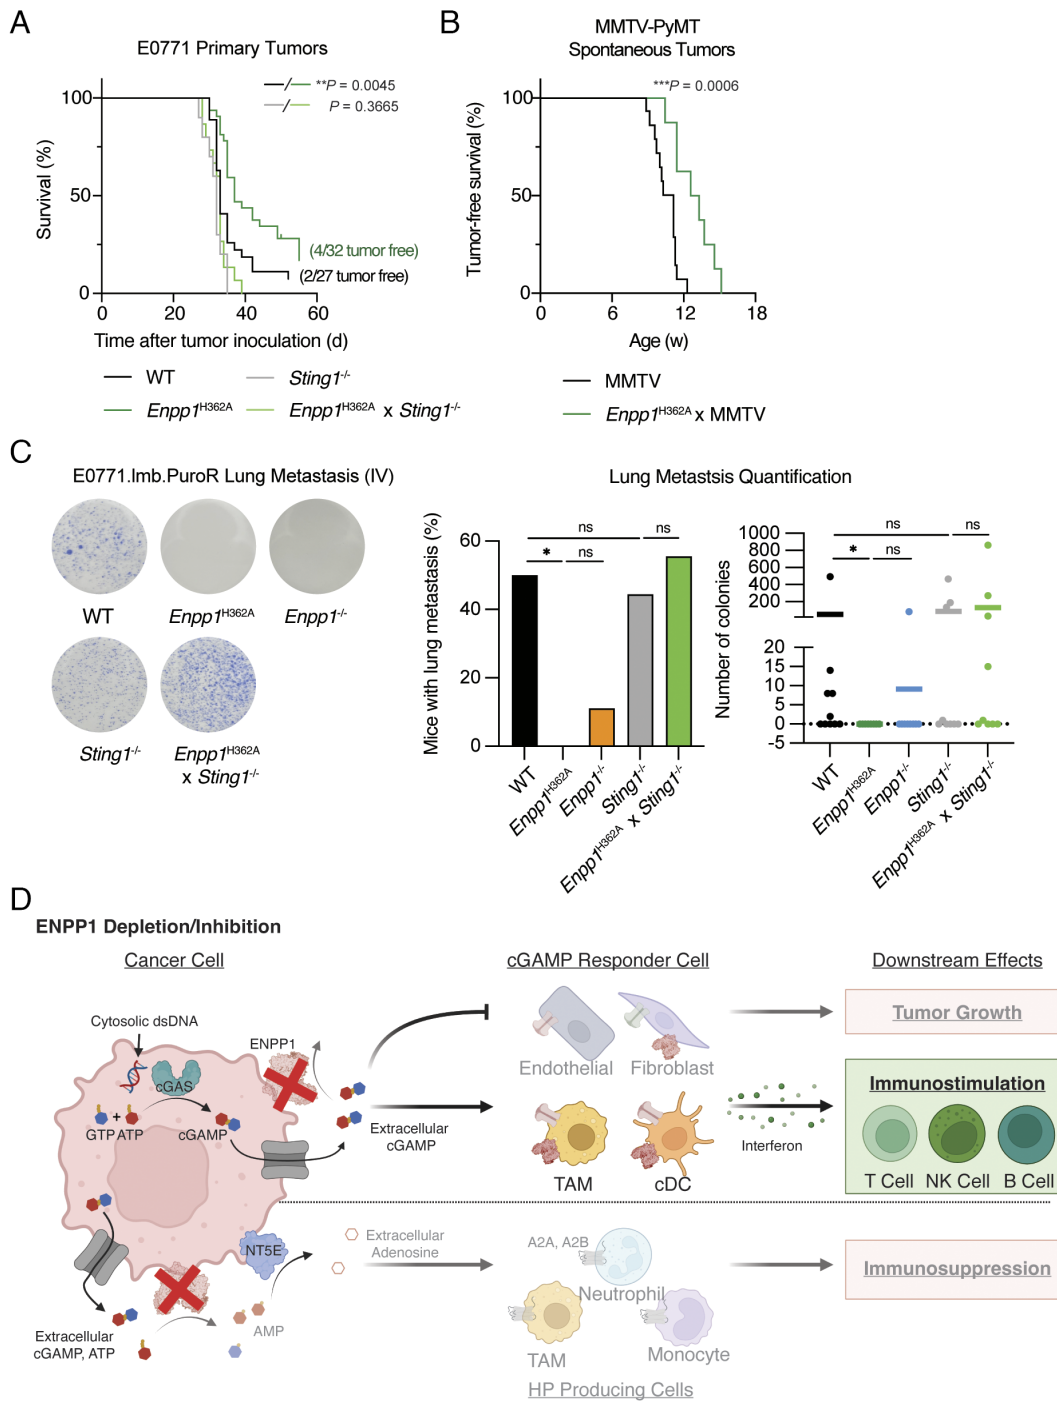 A
E0771 Primary Tumors
**P = 0.0045
P = 0.3665
100
50
0
Survival (%)
(4/32 tumor free)
(2/27 tumor free)
0 20 40 60
Time after tumor inoculation (d)
WT
Sting1-/-
Enpp1H362A
Enpp1H362A x Sting1-/-
B
MMTV-PyMT
Spontaneous Tumors
***P = 0.0006
100
50
0
Tumor-free survival (%)
0 6 12 18
Age (w)
MMTV
Enpp1H362A x MMTV
C
E0771.lmb.PuroR Lung Metastasis (IV)
WT
Enpp1H362A
Enpp1-/-
Sting1-/-
Enpp1H362A
x Sting1-/-
Lung Metastsis Quantification
Mice with lung metastasis (%)
60
40
20
0
ns
ns
*
ns
WT
Enpp1H362A
Enpp1-/-
Sting1-/-
Enpp1H362A x Sting1-/-
Number of colonies
1000
800
600
400
200
20
15
10
5
0
-5
ns
ns
*
ns
WT
Enpp1H362A
Enpp1-/-
Sting1-/-
Enpp1H362A x Sting1-/-
D
ENPP1 Depletion/Inhibition
Cancer Cell
cGAMP Responder Cell
Downstream Effects
Cytosolic dsDNA
ENPP1
cGAS
GTP + ATP
cGAMP
Extracellular
cGAMP
Endothelial
Fibroblast
TAM
cDC
Interferon
Tumor Growth
Immunostimulation
T Cell
NK Cell
B Cell
NT5E
Extracellular
Adenosine
AMP
Extracellular
cGAMP, ATP
A2A, A2B
Neutrophil
TAM
Monocyte
HP Producing Cells
Immunosuppression